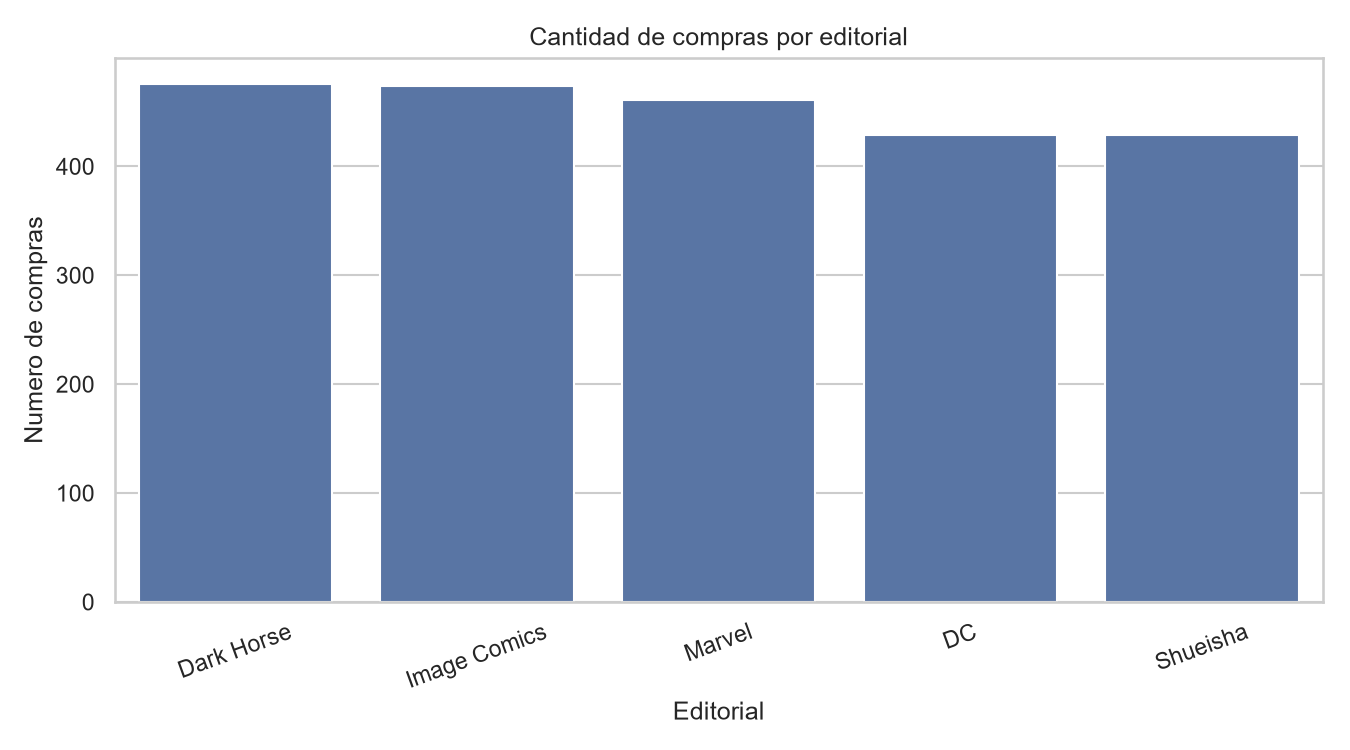 Cantidad de compras por editorial
Numero de compras
400
300
200
100
0
Dark Horse
Image Comics
Marvel
DC
Shueisha
Editorial